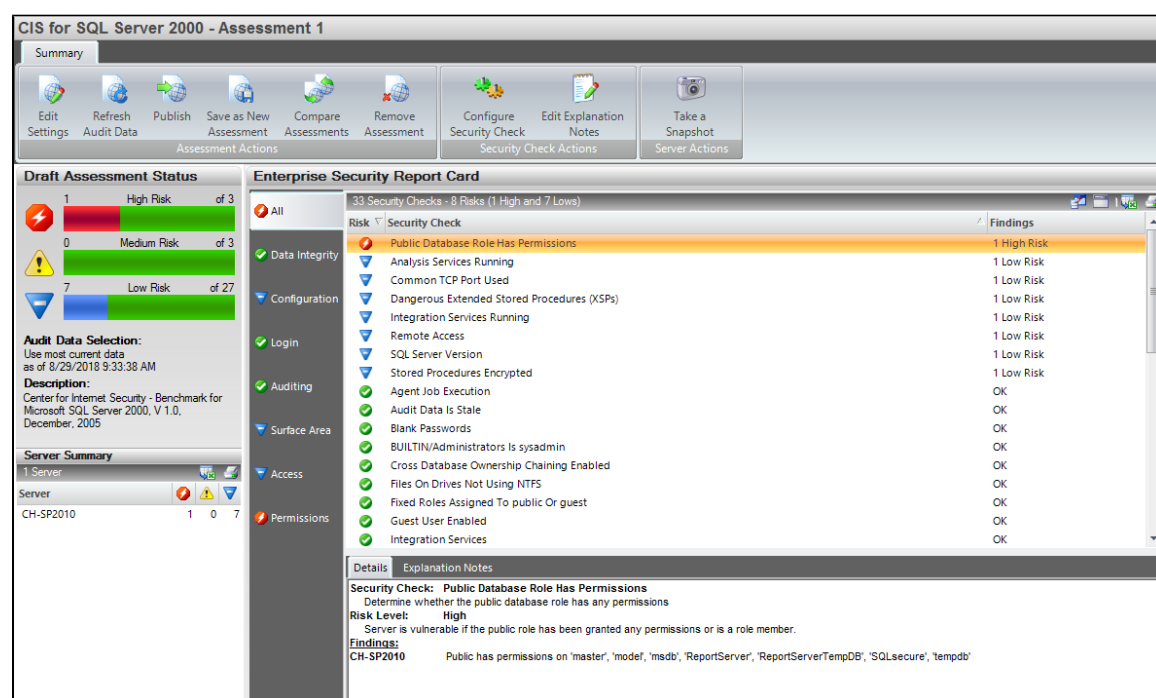 CIS for SQL Server 2000 - Assessment 1
Summary
Edit Settings
Refresh Audit Data
Publish
Save as New Assessment
Compare Assessments
Remove Assessment
Assessment Actions
Configure Security Check
Edit Explanation Notes
Security Check Actions
Take a Snapshot
Server Actions
Draft Assessment Status
1 High Risk of 3
0 Medium Risk of 3
7 Low Risk of 27
Audit Data Selection:
Use most current data
as of 8/29/2018 9:33:38 AM
Description:
Center for Internet Security - Benchmark for
Microsoft SQL Server 2000, V 1.0,
December, 2005
Server Summary
1 Server
Server
CH-SP2010 1 0 7
Enterprise Security Report Card
All
Data Integrity
Configuration
Login
Auditing
Surface Area
Access
Permissions
33 Security Checks - 8 Risks (1 High and 7 Lows)
Risk Security Check Findings
Public Database Role Has Permissions 1 High Risk
Analysis Services Running 1 Low Risk
Common TCP Port Used 1 Low Risk
Dangerous Extended Stored Procedures (XSPs) 1 Low Risk
Integration Services Running 1 Low Risk
Remote Access 1 Low Risk
SQL Server Version 1 Low Risk
Stored Procedures Encrypted 1 Low Risk
Agent Job Execution OK
Audit Data Is Stale OK
Blank Passwords OK
BUILTIN/Administrators Is sysadmin OK
Cross Database Ownership Chaining Enabled OK
Files On Drives Not Using NTFS OK
Fixed Roles Assigned To public Or guest OK
Guest User Enabled OK
Integration Services OK
Details Explanation Notes
Security Check: Public Database Role Has Permissions
Determine whether the public database role has any permissions
Risk Level: High
Server is vulnerable if the public role has been granted any permissions or is a role member.
Findings:
CH-SP2010 Public has permissions on 'master', 'model', 'msdb', 'ReportServer', 'ReportServerTempDB', 'SQLsecure', 'tempdb'